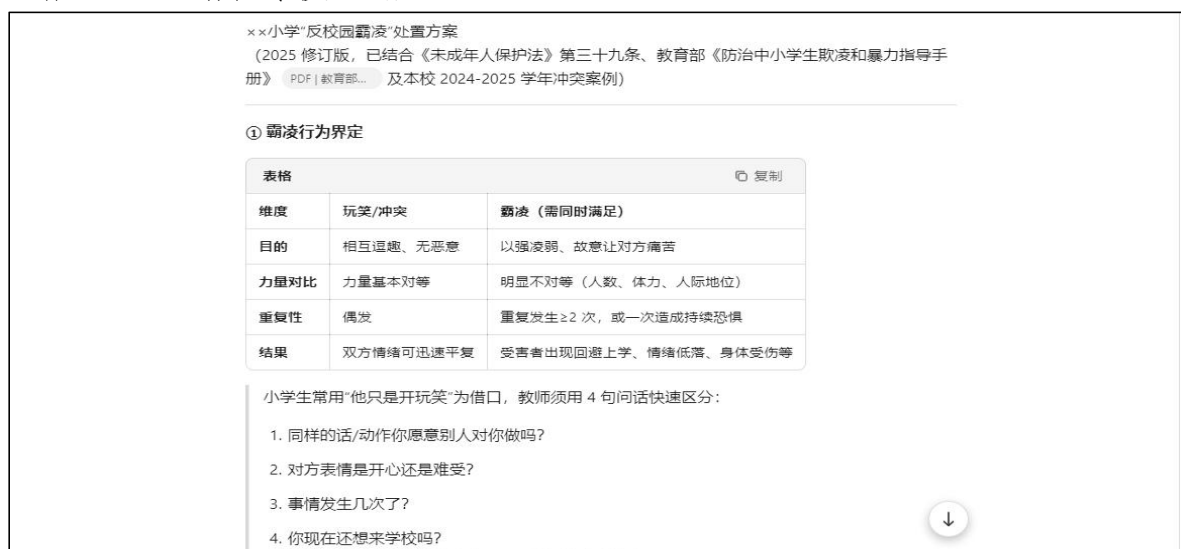 ××小学“反校园霸凌”处置方案
（2025 修订版，已结合《未成年人保护法》第三十九条、教育部《防治中小学生欺凌和暴力指导手
册》 PDF | 教育部... 及本校 2024-2025 学年冲突案例）
① 霸凌行为界定
表格 复制
维度 玩笑/冲突 霸凌（需同时满足）
目的 相互逗趣、无恶意 以强凌弱、故意让对方痛苦
力量对比 力量基本对等 明显不对等（人数、体力、人际地位）
重复性 偶发 重复发生≥2 次，或一次造成持续恐惧
结果 双方情绪可迅速平复 受害者出现回避上学、情绪低落、身体受伤等
小学生常用“他只是开玩笑”为借口，教师须用 4 句问话快速区分：
1. 同样的话/动作你愿意别人对你做吗？
2. 对方表情是开心还是难受？
3. 事情发生几次了？
4. 你现在还想来学校吗？